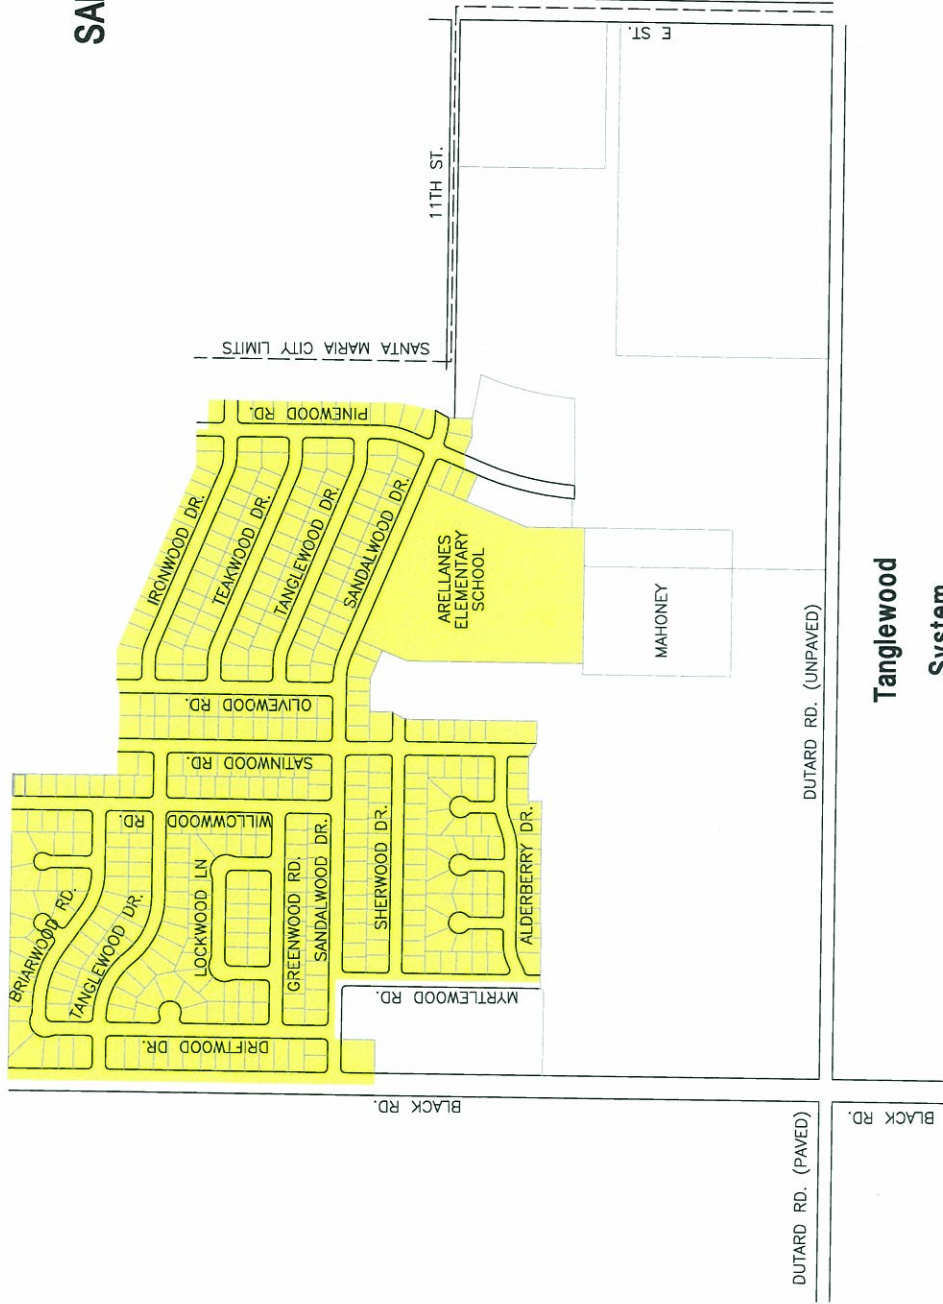 SA
E ST.
11TH ST.
SANTA MARIA CITY LIMITS
PINEWOOD RD.
IRONWOOD DR.
TEAKWOOD DR.
TANGLEWOOD DR.
SANDALWOOD DR.
ARELLANES
ELEMENTARY
SCHOOL
MAHONEY
OLIVEWOOD RD.
SATINWOOD RD.
WILLOWWOOD RD.
BRIARWOOD RD.
TANGLEWOOD DR.
LOCKWOOD LN
GREENWOOD RD.
SANDALWOOD DR.
SHERWOOD DR.
ALDERBERRY DR.
MYRTLEWOOD RD.
DRIFTWOOD DR.
BLACK RD.
DUTARD RD. (UNPAVED)
DUTARD RD. (PAVED)
BLACK RD.
Tanglewood
System